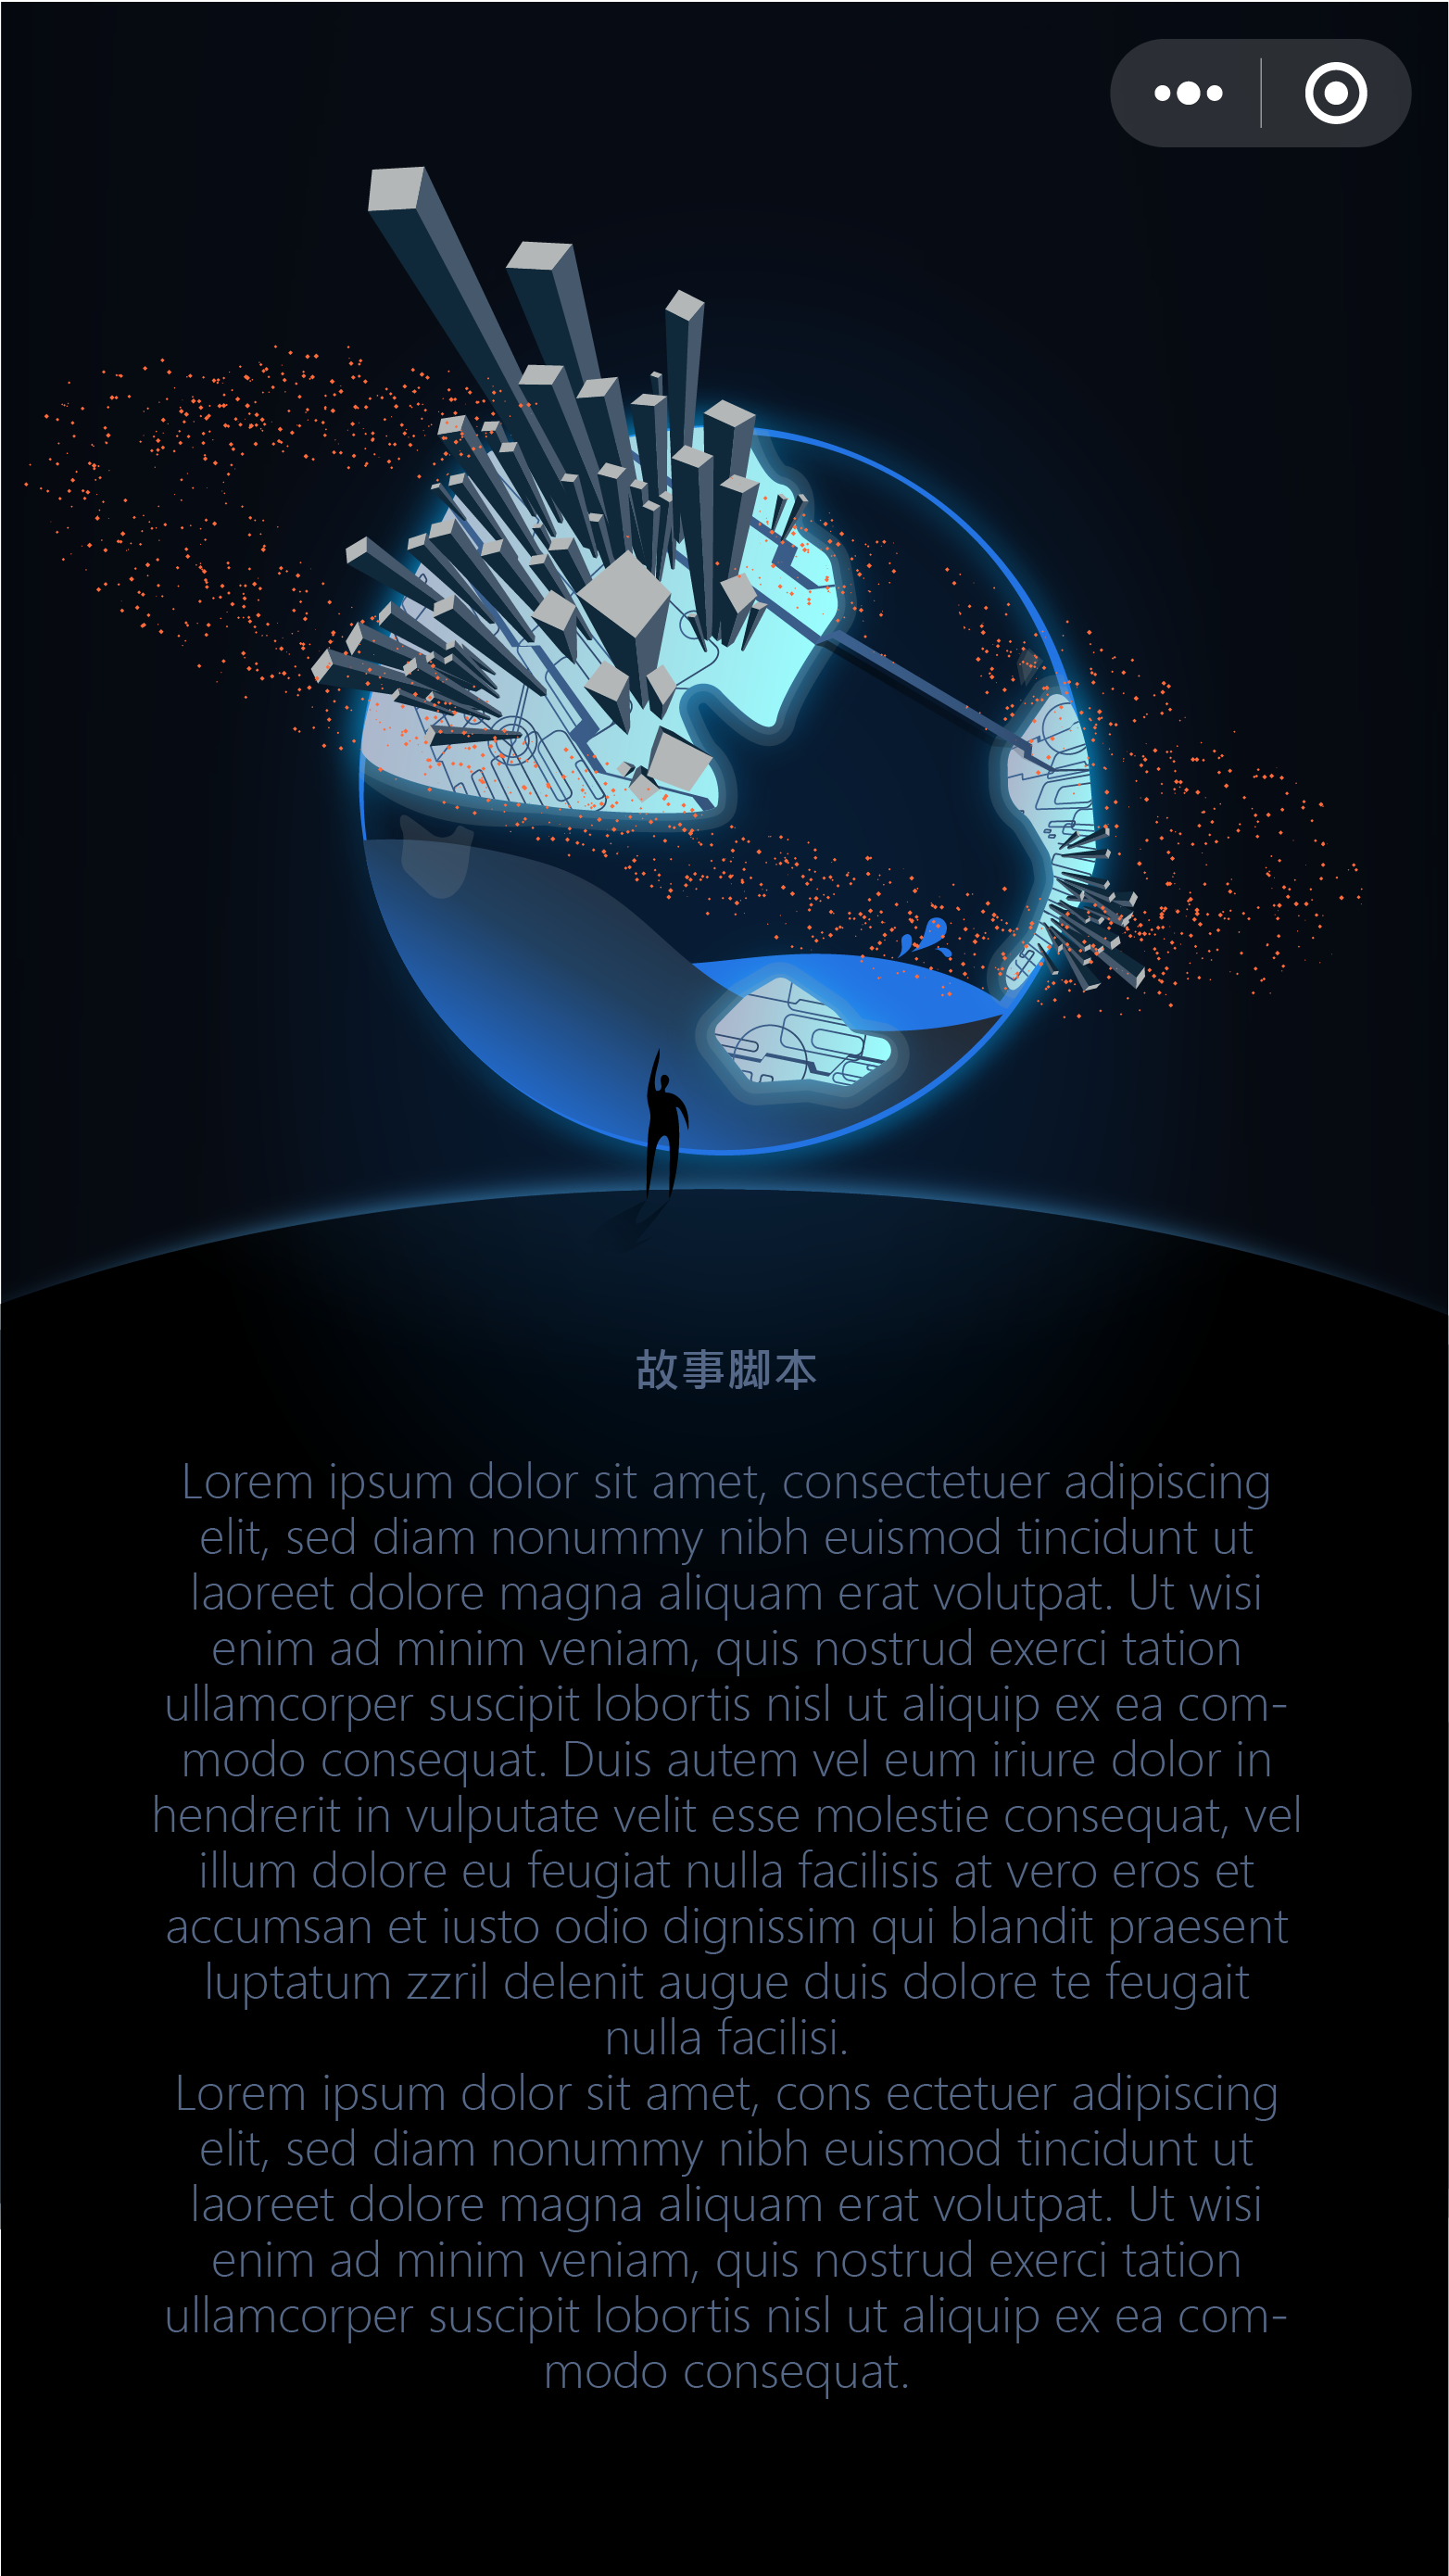 故事脚本
Lorem ipsum dolor sit amet, consectetuer adipiscing
elit, sed diam nonummy nibh euismod tincidunt ut
laoreet dolore magna aliquam erat volutpat. Ut wisi
enim ad minim veniam, quis nostrud exerci tation
ullamcorper suscipit lobortis nisl ut aliquip ex ea com-
modo consequat. Duis autem vel eum iriure dolor in
hendrerit in vulputate velit esse molestie consequat, vel
illum dolore eu feugiat nulla facilisis at vero eros et
accumsan et iusto odio dignissim qui blandit praesent
luptatum zzril delenit augue duis dolore te feugait
nulla facilisi.
Lorem ipsum dolor sit amet, cons ectetuer adipiscing
elit, sed diam nonummy nibh euismod tincidunt ut
laoreet dolore magna aliquam erat volutpat. Ut wisi
enim ad minim veniam, quis nostrud exerci tation
ullamcorper suscipit lobortis nisl ut aliquip ex ea com-
modo consequat.